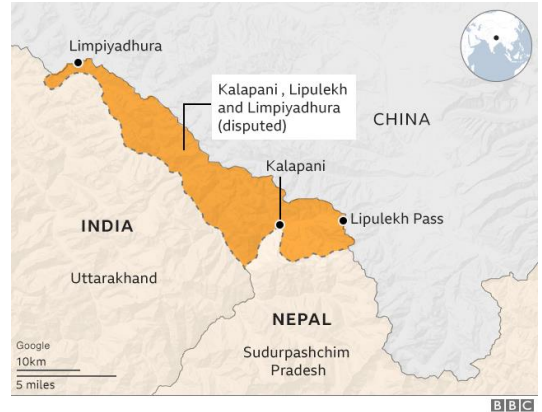 Limpiyadhura
Kalapani , Lipulekh
and Limpiyadhura
(disputed)
CHINA
Kalapani
Lipulekh Pass
INDIA
Uttarakhand
NEPAL
Sudurpashchim
Pradesh
Google
10km
5 miles
BBC